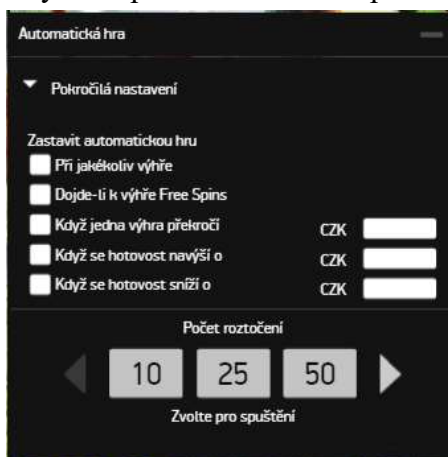 Automatická hra
Pokročilá nastavení
Zastavit automatickou hru
Při jakékoliv výhře
Dojde-li k výhře Free Spins
Když jedna výhra překročí CZK
Když se hotovost navýší o CZK
Když se hotovost sníží o CZK
Počet roztočení
10 25 50
Zvolte pro spuštění